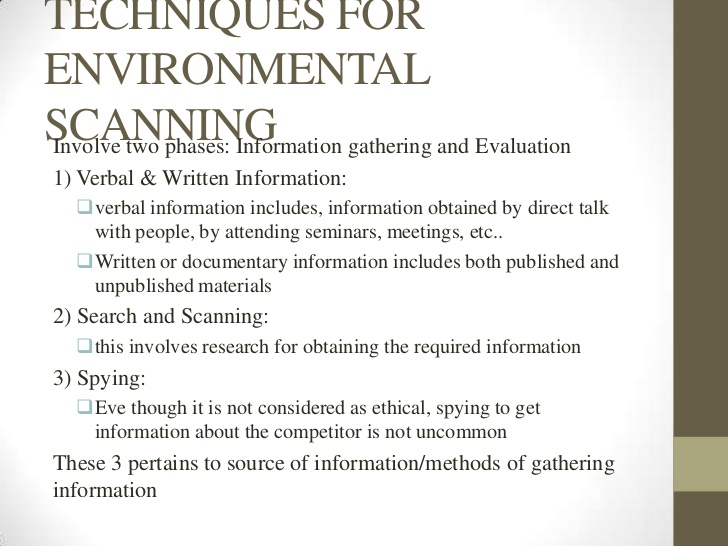 TECHNIQUES FOR
ENVIRONMENTAL
SCANNING
Involve two phases: Information gathering and Evaluation
1) Verbal & Written Information:
❑verbal information includes, information obtained by direct talk
with people, by attending seminars, meetings, etc..
❑Written or documentary information includes both published and
unpublished materials
2) Search and Scanning:
❑this involves research for obtaining the required information
3) Spying:
❑Eve though it is not considered as ethical, spying to get
information about the competitor is not uncommon
These 3 pertains to source of information/methods of gathering
information